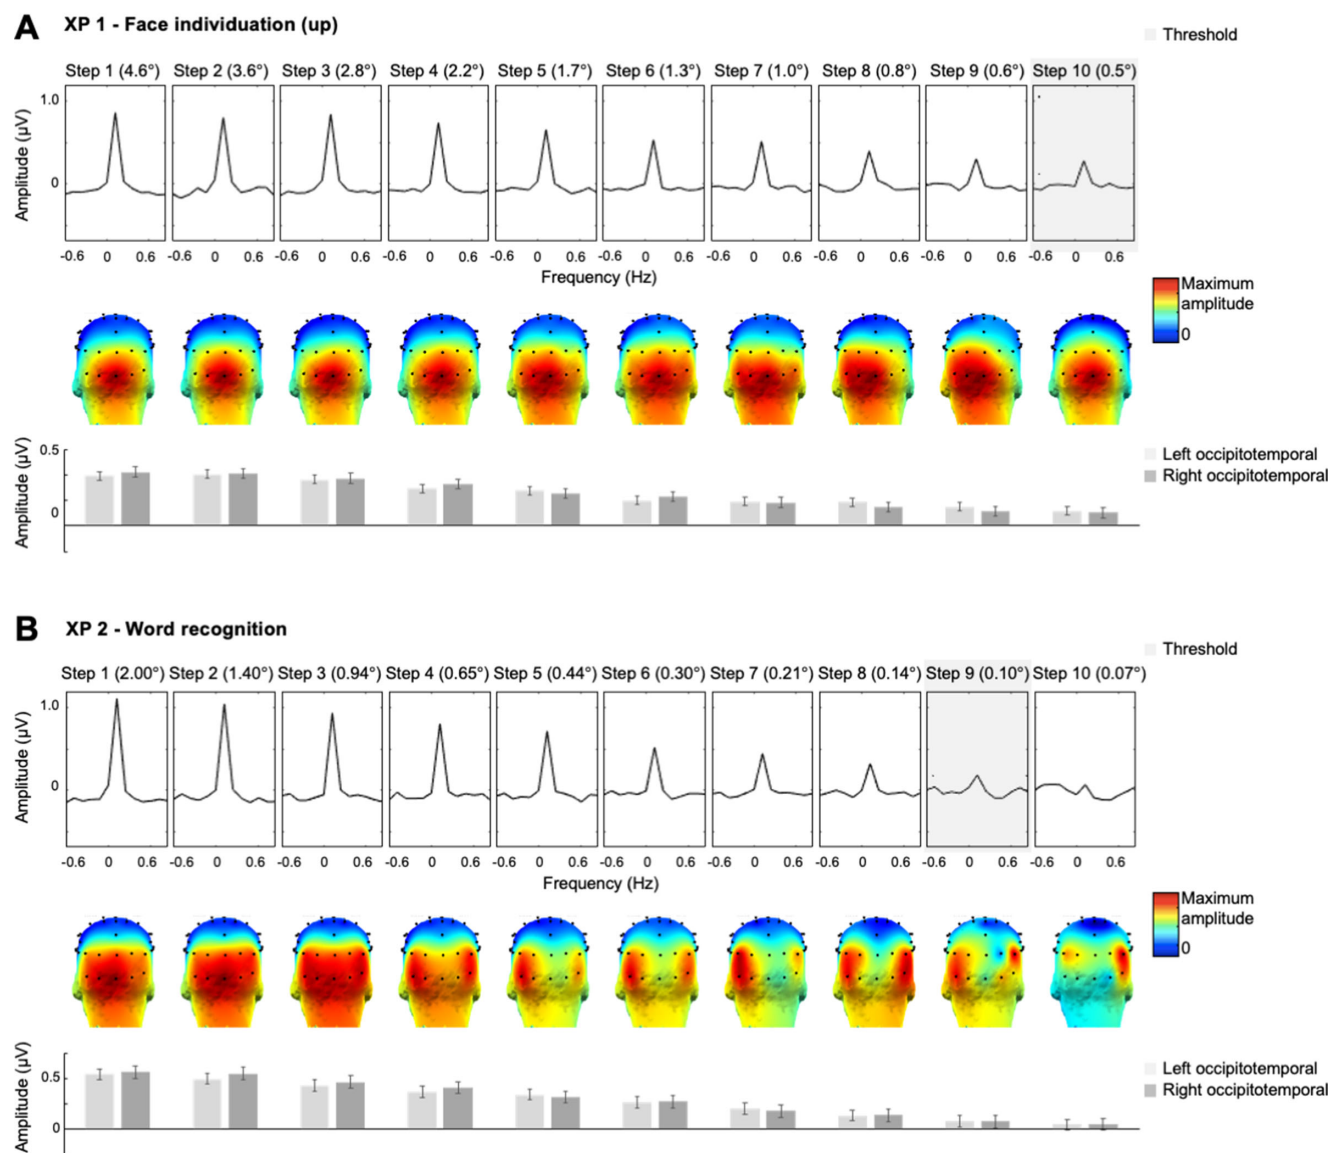 A XP 1 - Face individuation (up)
Threshold
Step 1 (4.6°) Step 2 (3.6°) Step 3 (2.8°) Step 4 (2.2°) Step 5 (1.7°) Step 6 (1.3°) Step 7 (1.0°) Step 8 (0.8°) Step 9 (0.6°) Step 10 (0.5°)
Amplitude (µV)
1.0
0
-0.6 0 0.6 -0.6 0 0.6 -0.6 0 0.6 -0.6 0 0.6 -0.6 0 0.6 -0.6 0 0.6 -0.6 0 0.6 -0.6 0 0.6 -0.6 0 0.6 -0.6 0 0.6
Frequency (Hz)
Maximum
amplitude
0
Amplitude (µV)
0.5
0
Left occipitotemporal
Right occipitotemporal
B XP 2 - Word recognition
Threshold
Step 1 (2.00°) Step 2 (1.40°) Step 3 (0.94°) Step 4 (0.65°) Step 5 (0.44°) Step 6 (0.30°) Step 7 (0.21°) Step 8 (0.14°) Step 9 (0.10°) Step 10 (0.07°)
Amplitude (µV)
1.0
0
-0.6 0 0.6 -0.6 0 0.6 -0.6 0 0.6 -0.6 0 0.6 -0.6 0 0.6 -0.6 0 0.6 -0.6 0 0.6 -0.6 0 0.6 -0.6 0 0.6 -0.6 0 0.6
Frequency (Hz)
Maximum
amplitude
0
Amplitude (µV)
0.5
0
Left occipitotemporal
Right occipitotemporal